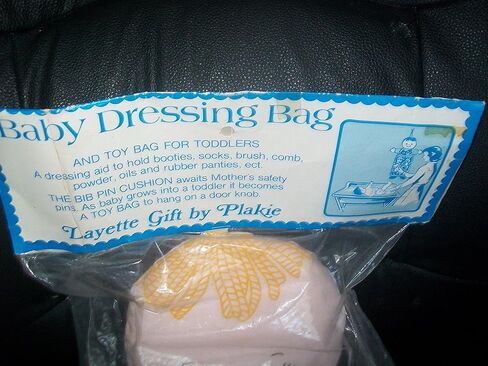 Baby Dressing Bag
AND TOY BAG FOR TODDLERS
A dressing aid to hold booties, socks, brush, comb,
powder, oils and rubber panties, ect.
THE BIB PIN CUSHION awaits Mother's safety
pins. As baby grows into a toddler it becomes
A TOY BAG to hang on a door knob.
Layette Gift by Plakie